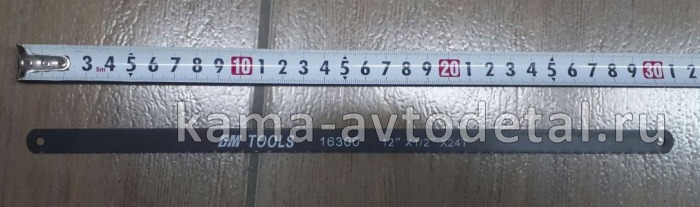 3 5m 4 5 6 7 8 9 10 1 2 3 4 5 6 7 8 9 20 1 2 3 4 5 6 7 8 9 30 1 2
kama-avtodetal.ru
BM TOOLS 16300 12" X1/2" X24T